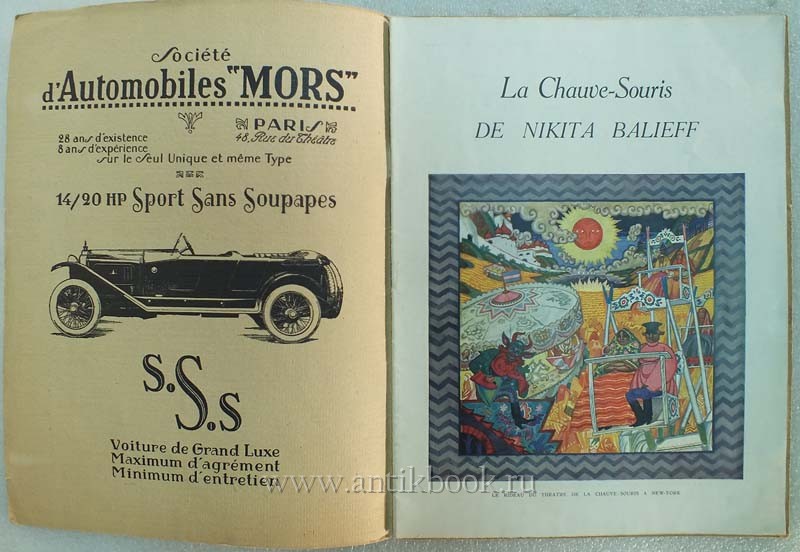 Société
d'Automobiles "MORS"
PARIS
48, Rue du Théâtre
28 ans d'existence
8 ans d'expérience
sur le Seul Unique et même Type
14/20 HP Sport Sans Soupapes
S.S.S
Voiture de Grand Luxe
Maximum d'agrément
Minimum d'entretien
La Chauve-Souris
DE NIKITA BALIEFF
LE RIDEAU DU THEATRE DE LA CHAUVE-SOURIS A NEW-YORK
www.antikbook.ru